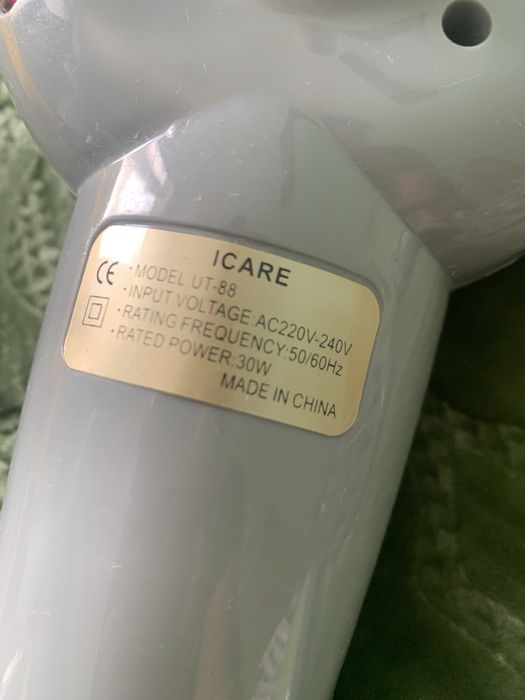 ICARE
CE · MODEL UT-88
· INPUT VOLTAGE:AC220V-240V
· RATING FREQUENCY:50/60Hz
· RATED POWER:30W
MADE IN CHINA